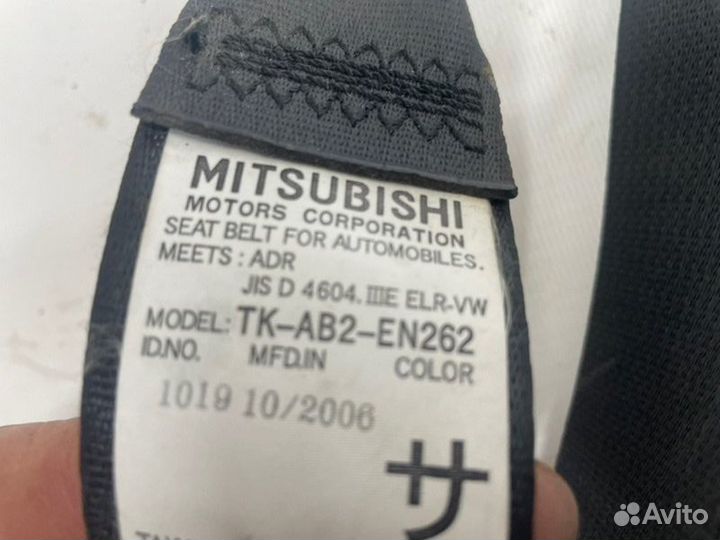 MITSUBISHI
MOTORS CORPORATION
SEAT BELT FOR AUTOMOBILES.
MEETS : ADR
JIS D 4604. IIIE ELR-VW
MODEL: TK-AB2-EN262
ID.NO. MFD.IN COLOR
1019 10/2006
サ
Avito